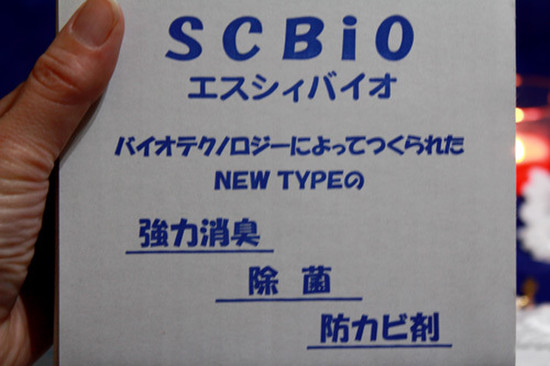 SCBiO
エスシィバイオ
バイオテクノロジーによってつくられた
NEW TYPEの
強力消臭
除菌
防カビ剤